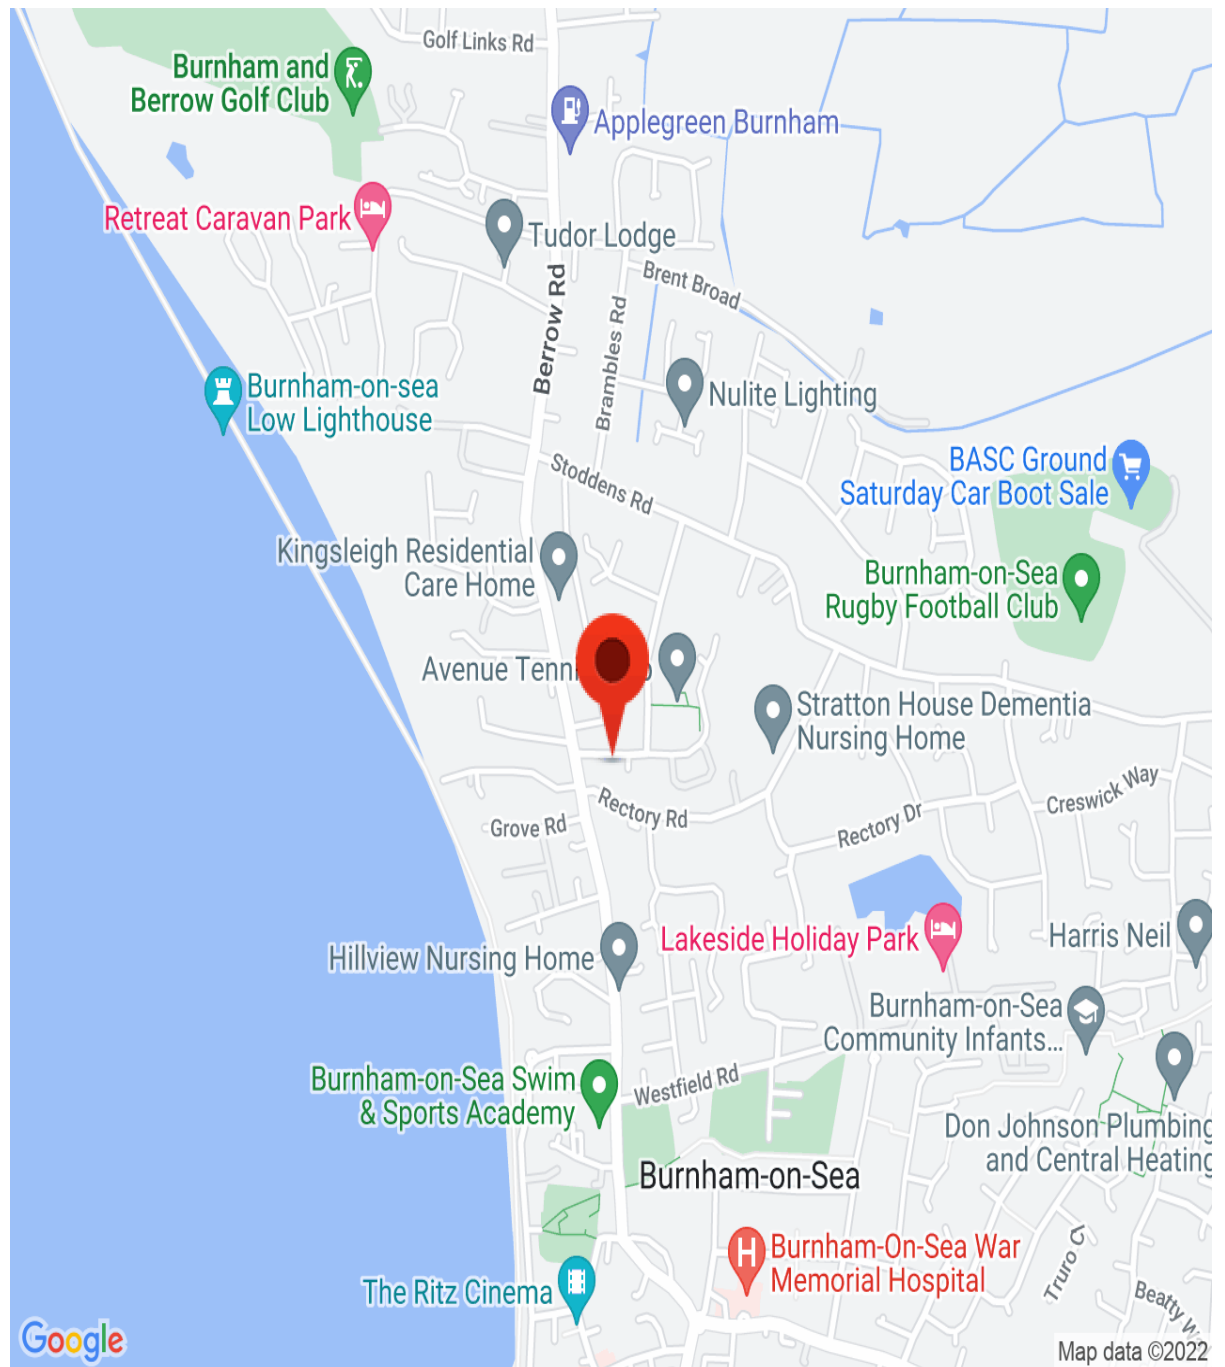 Golf Links Rd
Burnham and
Berrow Golf Club
Applegreen Burnham
Retreat Caravan Park
Tudor Lodge
Brent Broad
Berrow Rd
Brambles Rd
Burnham-on-sea
Low Lighthouse
Nulite Lighting
Stoddens Rd
BASC Ground
Saturday Car Boot Sale
Kingsleigh Residential
Care Home
Burnham-on-Sea
Rugby Football Club
Avenue
Stratton House Dementia
Nursing Home
Creswick Way
Rectory Rd
Grove Rd
Rectory Dr
Lakeside Holiday Park
Harris Neil
Hillview Nursing Home
Burnham-on-Sea
Community Infants...
Burnham-on-Sea Swim
& Sports Academy
Westfield Rd
Don Johnson Plumbing
and Central Heating
Burnham-on-Sea
H
Burnham-On-Sea War
Memorial Hospital
The Ritz Cinema
Truro Cl
Beatty W
Google
Map data ©2022